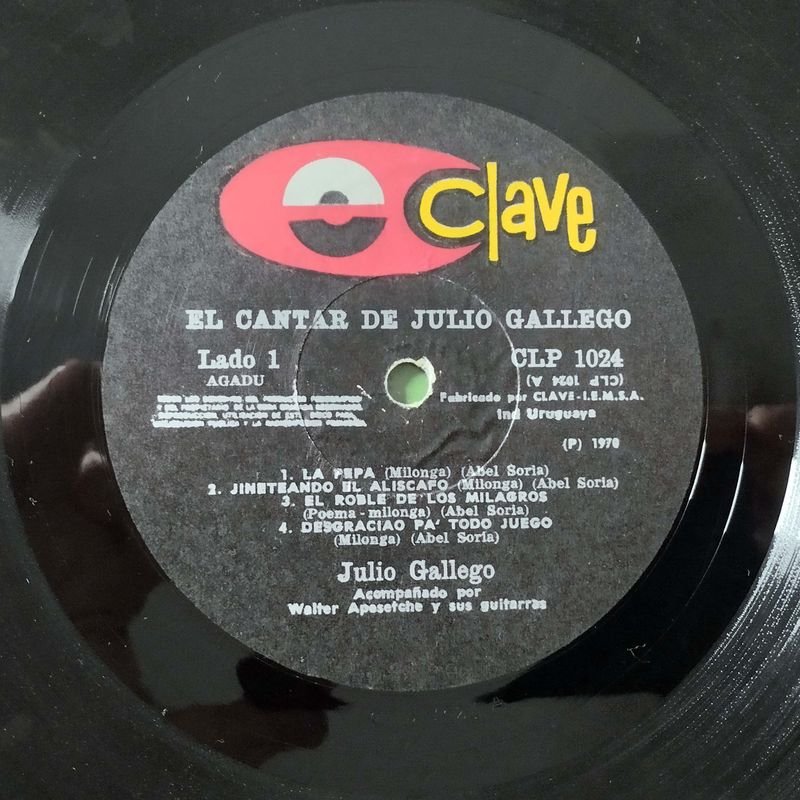 Clave
EL CANTAR DE JULIO GALLEGO
Lado 1
CLP 1024
AGADU
(CLP 1024 A)
Fabricado por CLAVE-I.E.M.S.A.
Ind Uruguaya
(P) 1970
1. LA PEPA (Milonga) (Abel Soria)
2. JINETEANDO EL ALISCAFO (Milonga) (Abel Soria)
3. EL ROBLE DE LOS MILAGROS
(Poema-milonga) (Abel Soria)
4. DESGRACIAO PA' TODO JUEGO
(Milonga) (Abel Soria)
Julio Gallego
Acompañado por
Walter Apesetche y sus guitarras